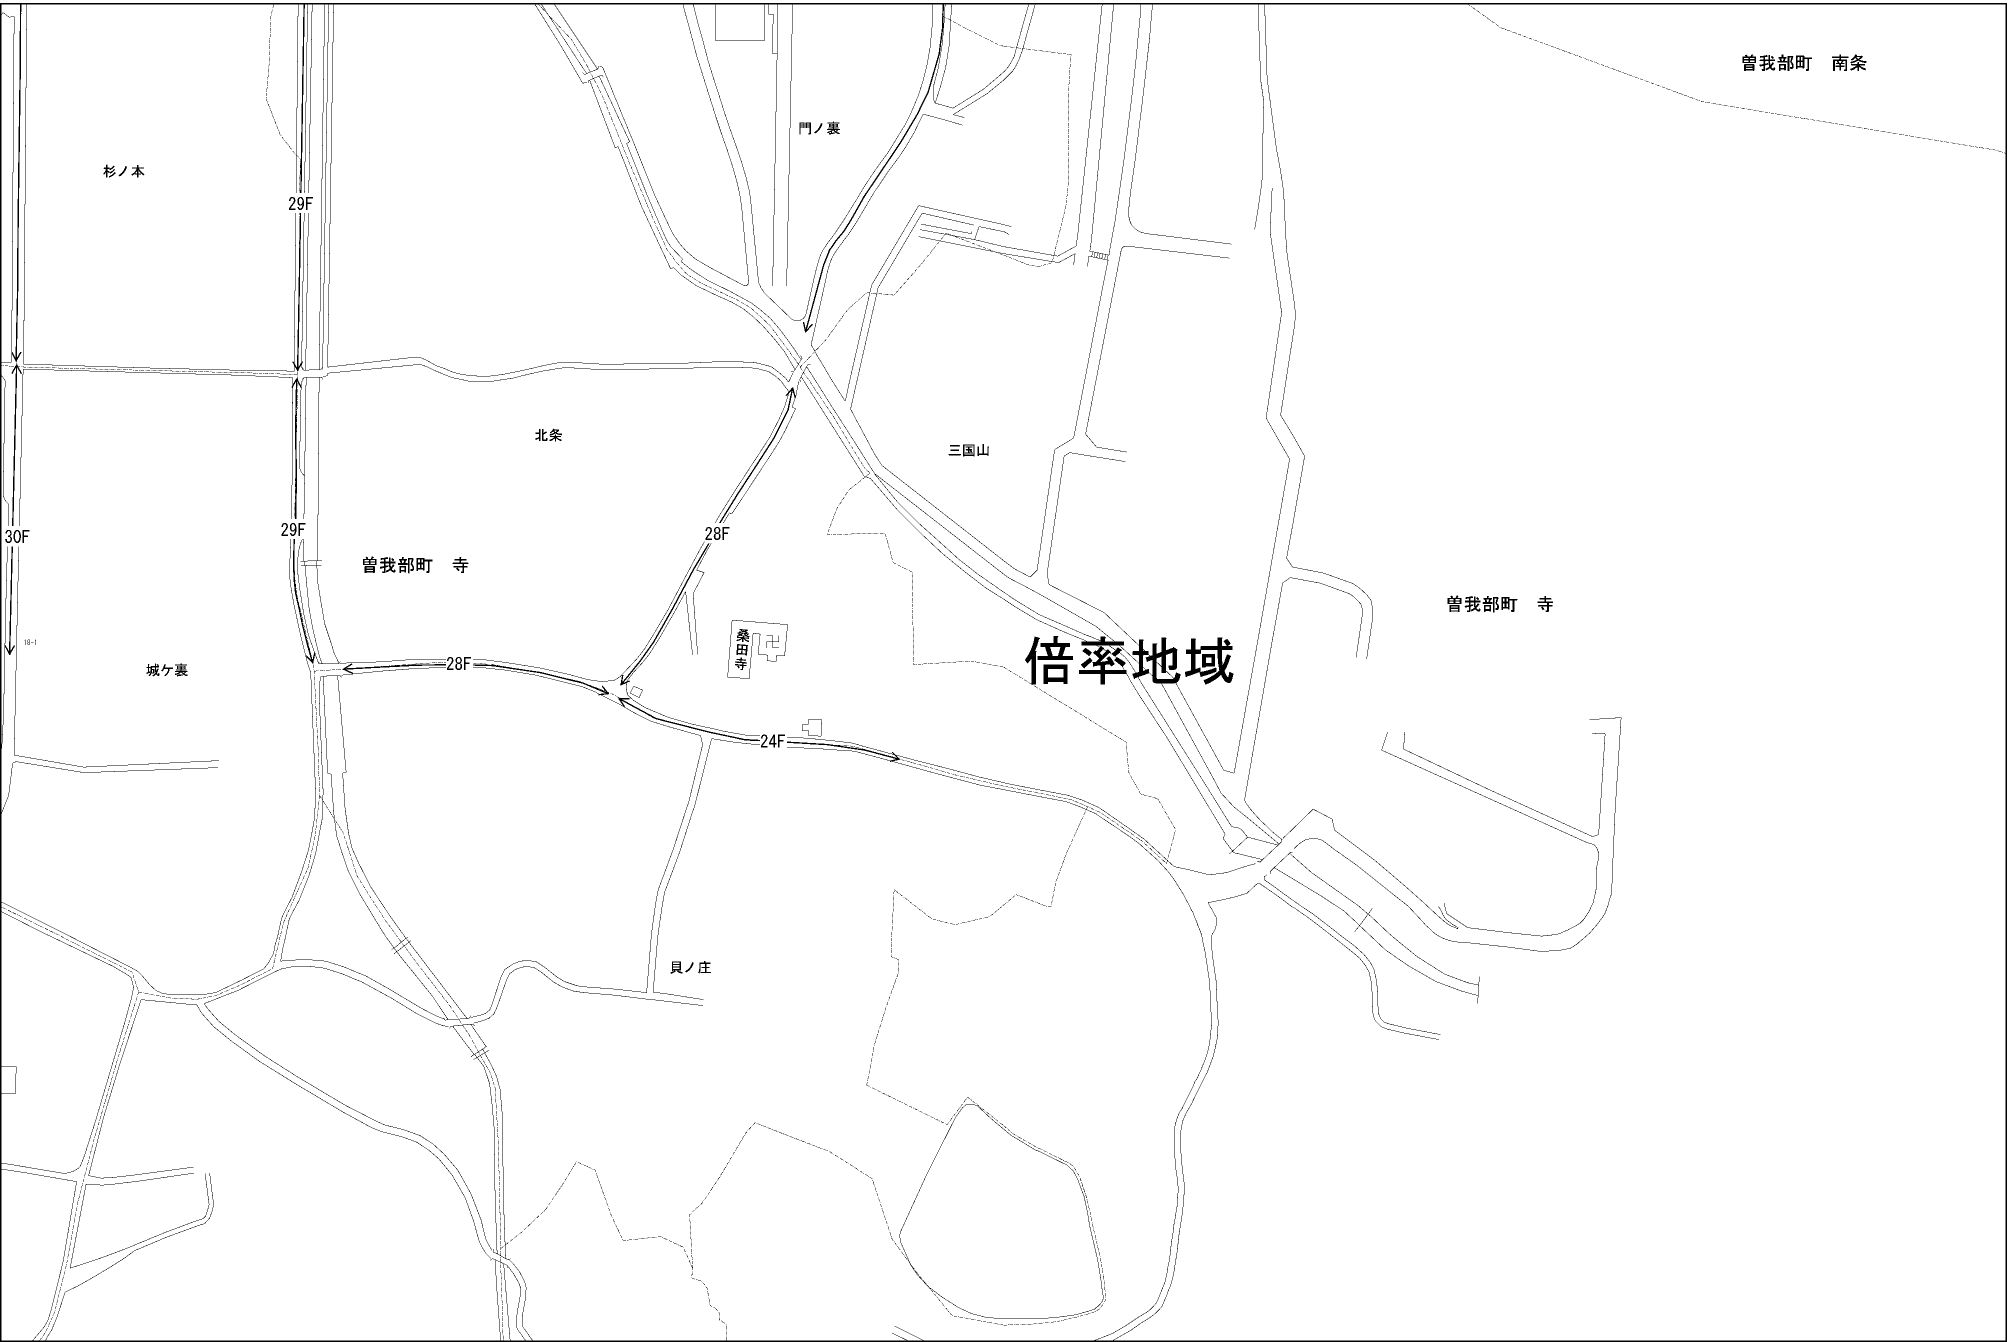 曽我部町　南条
門ノ裏
杉ノ本
29F
北条
三国山
29F
28F
30F
曽我部町　寺
曽我部町　寺
18-1
桑田寺
倍率地域
28F
城ケ裏
24F
貝ノ庄